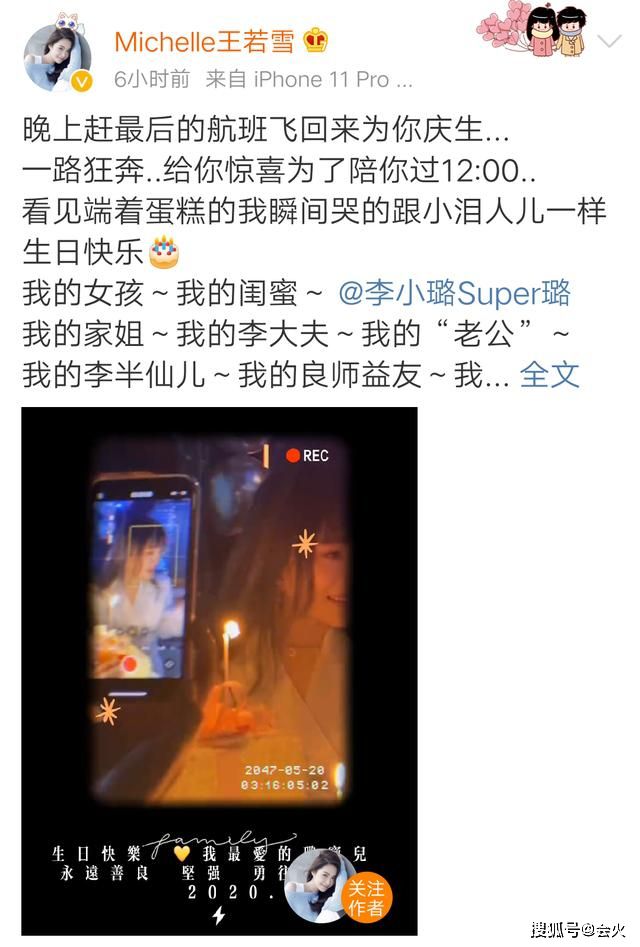 Michelle王若雪
6小时前 来自 iPhone 11 Pro ...
晚上赶最后的航班飞回来为你庆生...
一路狂奔..给你惊喜为了陪你过12:00..
看见端着蛋糕的我瞬间哭的跟小泪人儿一样
生日快乐
我的女孩～我的闺蜜～ @李小璐Super璐
我的家姐～我的李大夫～我的“老公”～
我的李半仙儿～我的良师益友～我... 全文
REC
2047-05-20
03:16:05:02
family
生日快樂 我最愛的 寶兒
永遠善良 堅强 勇往
2020.
关注
作者
搜狐号@会火